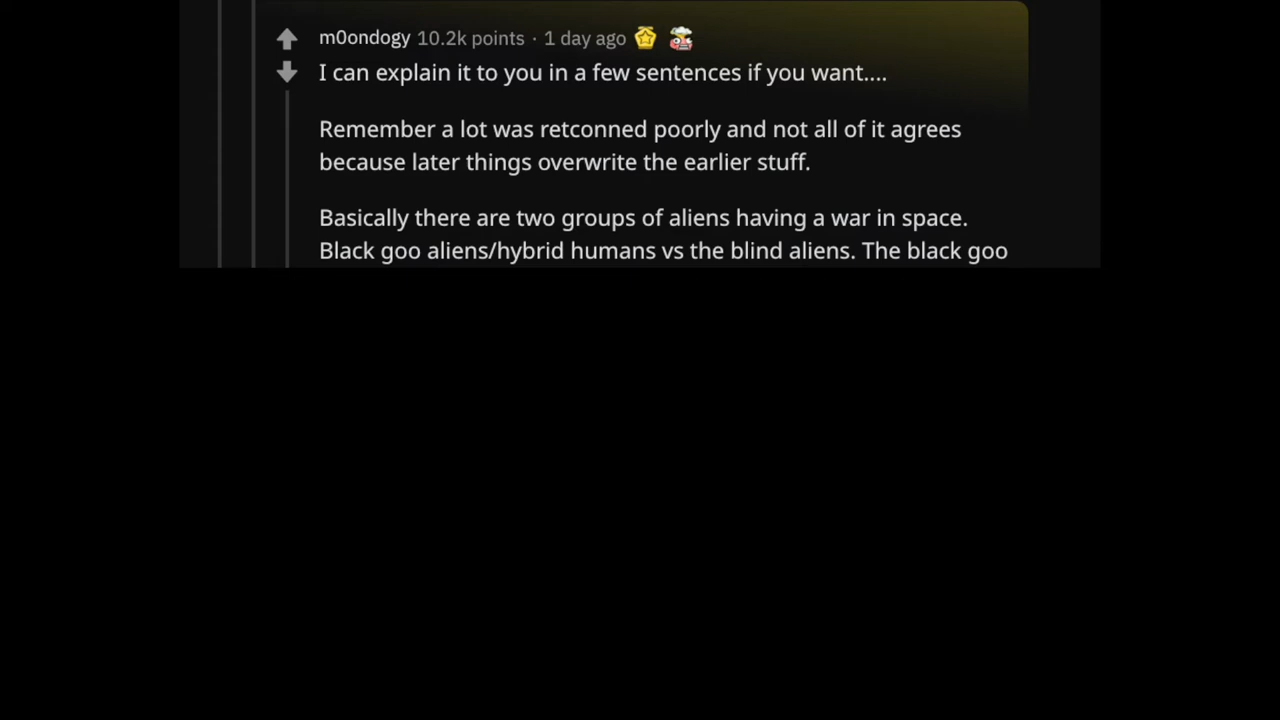 m0ondogy 10.2k points · 1 day ago
I can explain it to you in a few sentences if you want....
Remember a lot was retconned poorly and not all of it agrees
because later things overwrite the earlier stuff.
Basically there are two groups of aliens having a war in space.
Black goo aliens/hybrid humans vs the blind aliens. The black goo